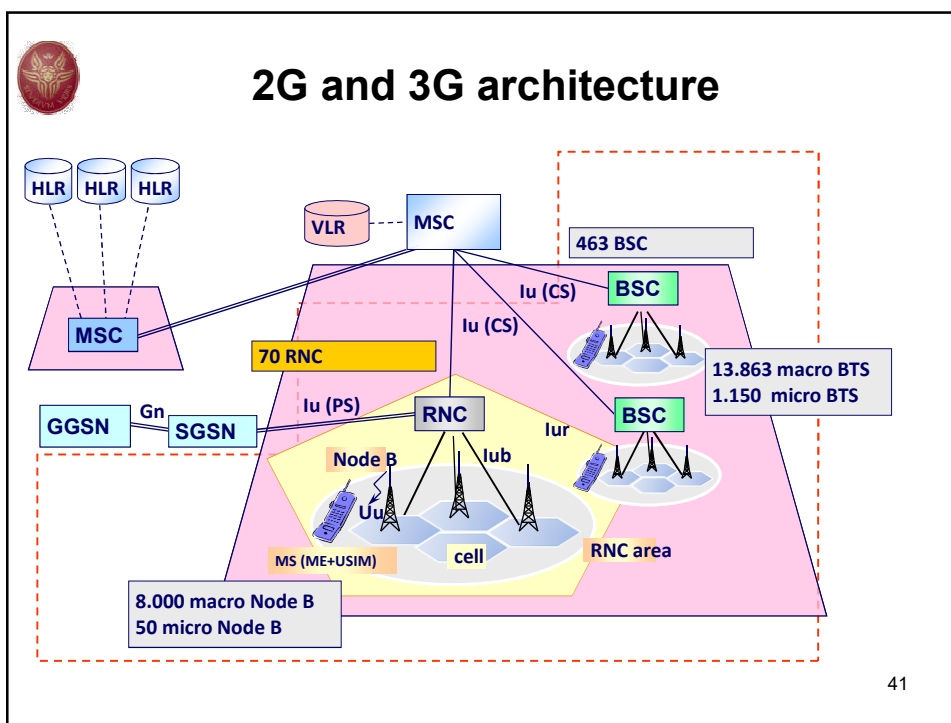 2G and 3G architecture
HLR
HLR
HLR
VLR
MSC
463 BSC
BSC
Iu (CS)
Iu (CS)
MSC
70 RNC
13.863 macro BTS
1.150 micro BTS
Iu (PS)
RNC
BSC
Gn
GGSN
SGSN
Iur
Node B
Iub
Uu
MS (ME+USIM)
cell
RNC area
8.000 macro Node B
50 micro Node B
41